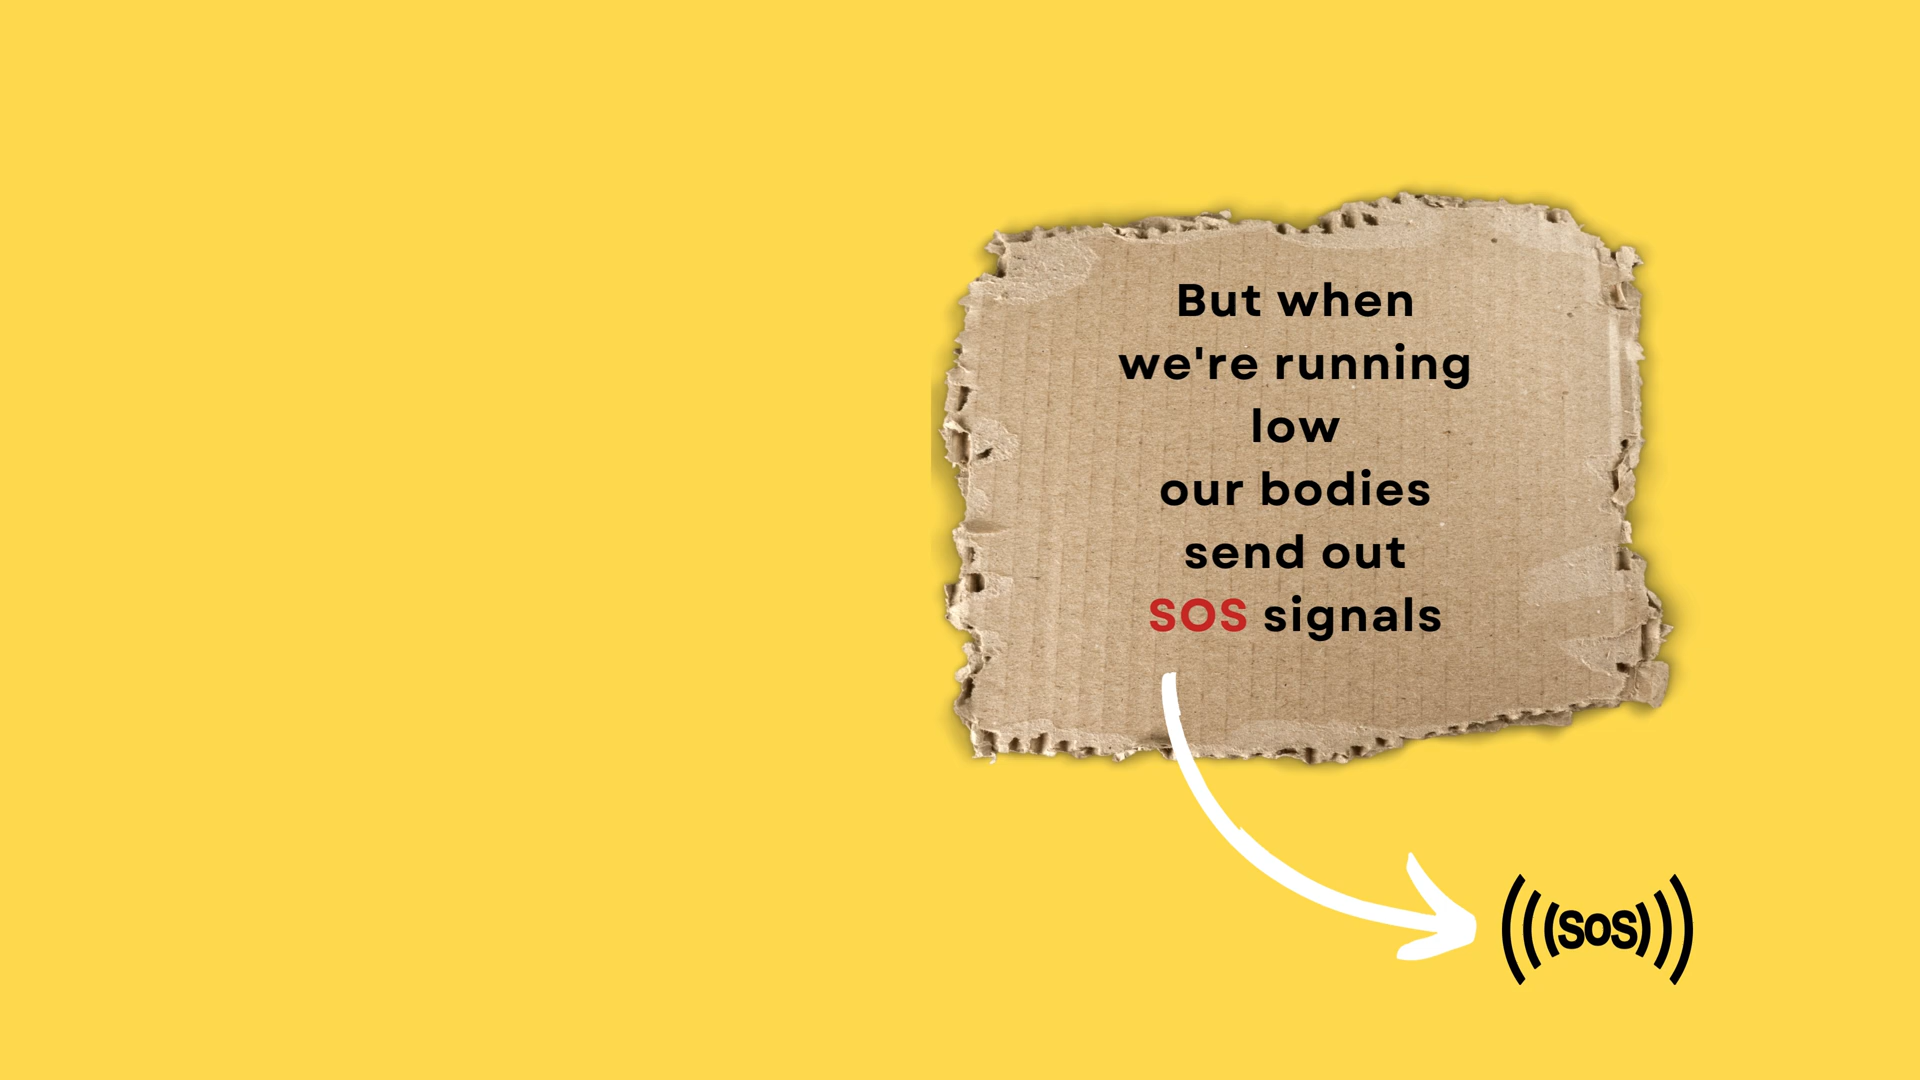 But when
we're running
low
our bodies
send out
SOS signals
(((SOS)))